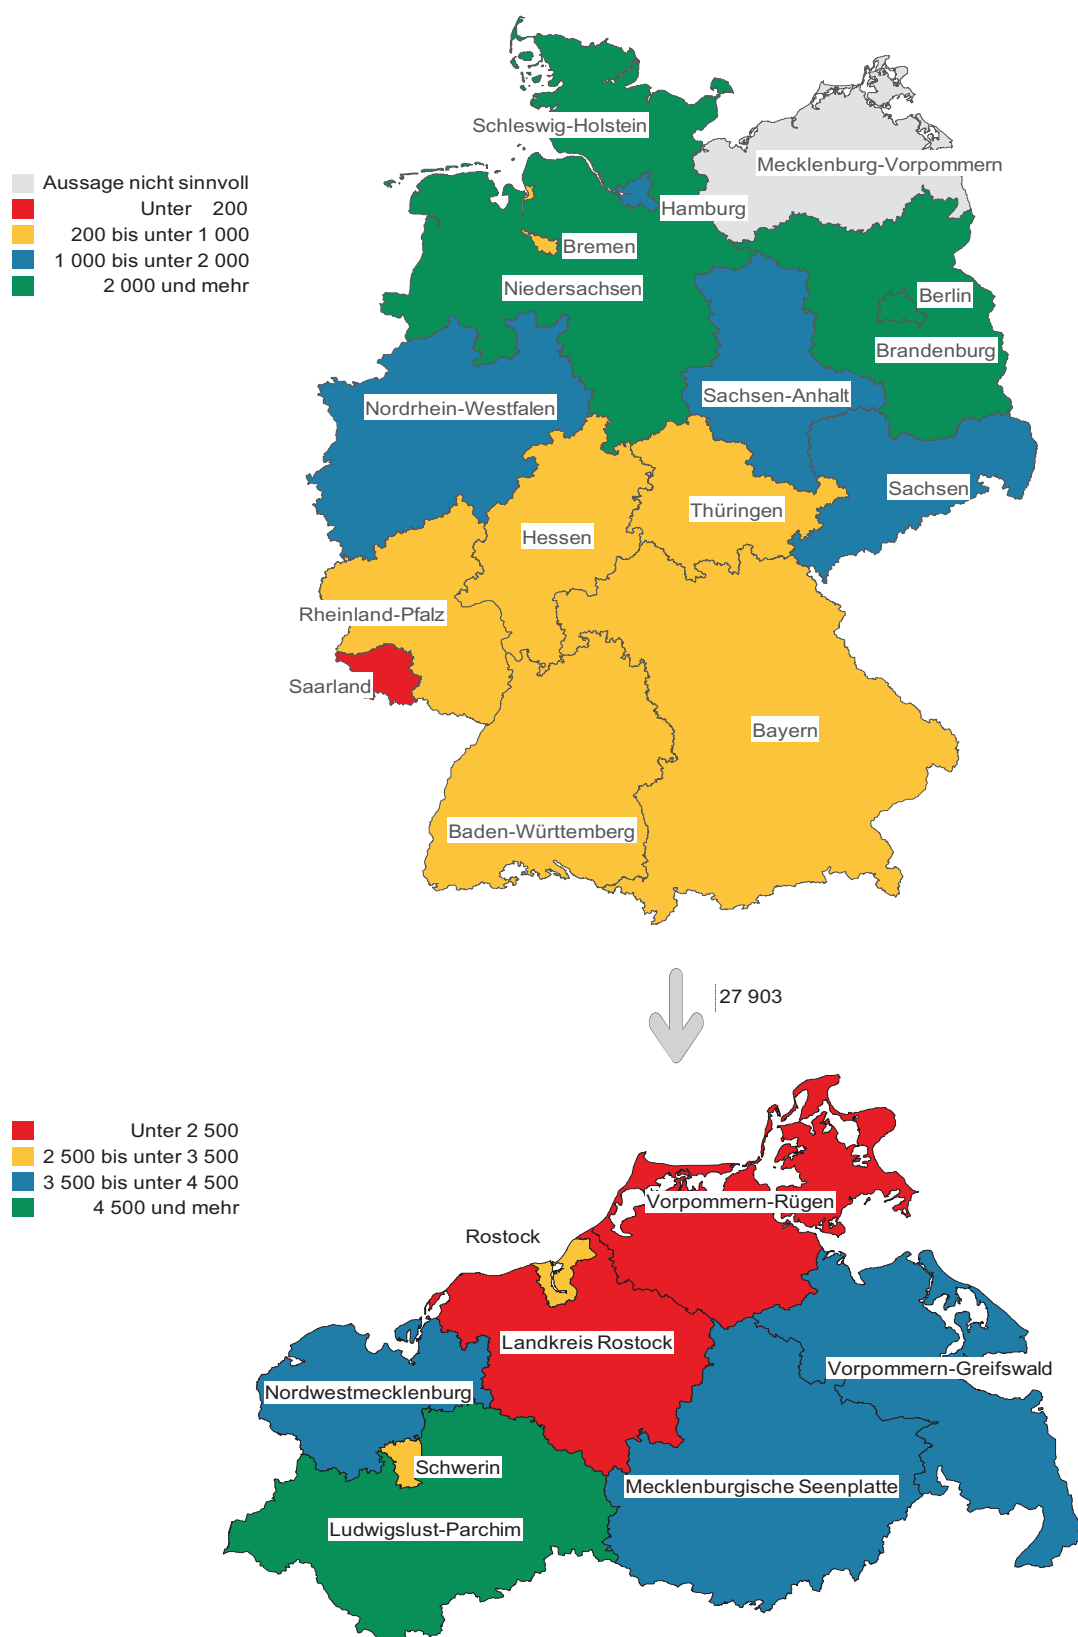 Schleswig-Holstein
Mecklenburg-Vorpommern
Aussage nicht sinnvoll
Unter 200
200 bis unter 1 000
1 000 bis unter 2 000
2 000 und mehr
Hamburg
Bremen
Niedersachsen
Berlin
Brandenburg
Sachsen-Anhalt
Nordrhein-Westfalen
Sachsen
Thüringen
Hessen
Rheinland-Pfalz
Saarland
Bayern
Baden-Württemberg
27 903
Unter 2 500
2 500 bis unter 3 500
3 500 bis unter 4 500
4 500 und mehr
Vorpommern-Rügen
Rostock
Landkreis Rostock
Vorpommern-Greifswald
Nordwestmecklenburg
Schwerin
Mecklenburgische Seenplatte
Ludwigslust-Parchim